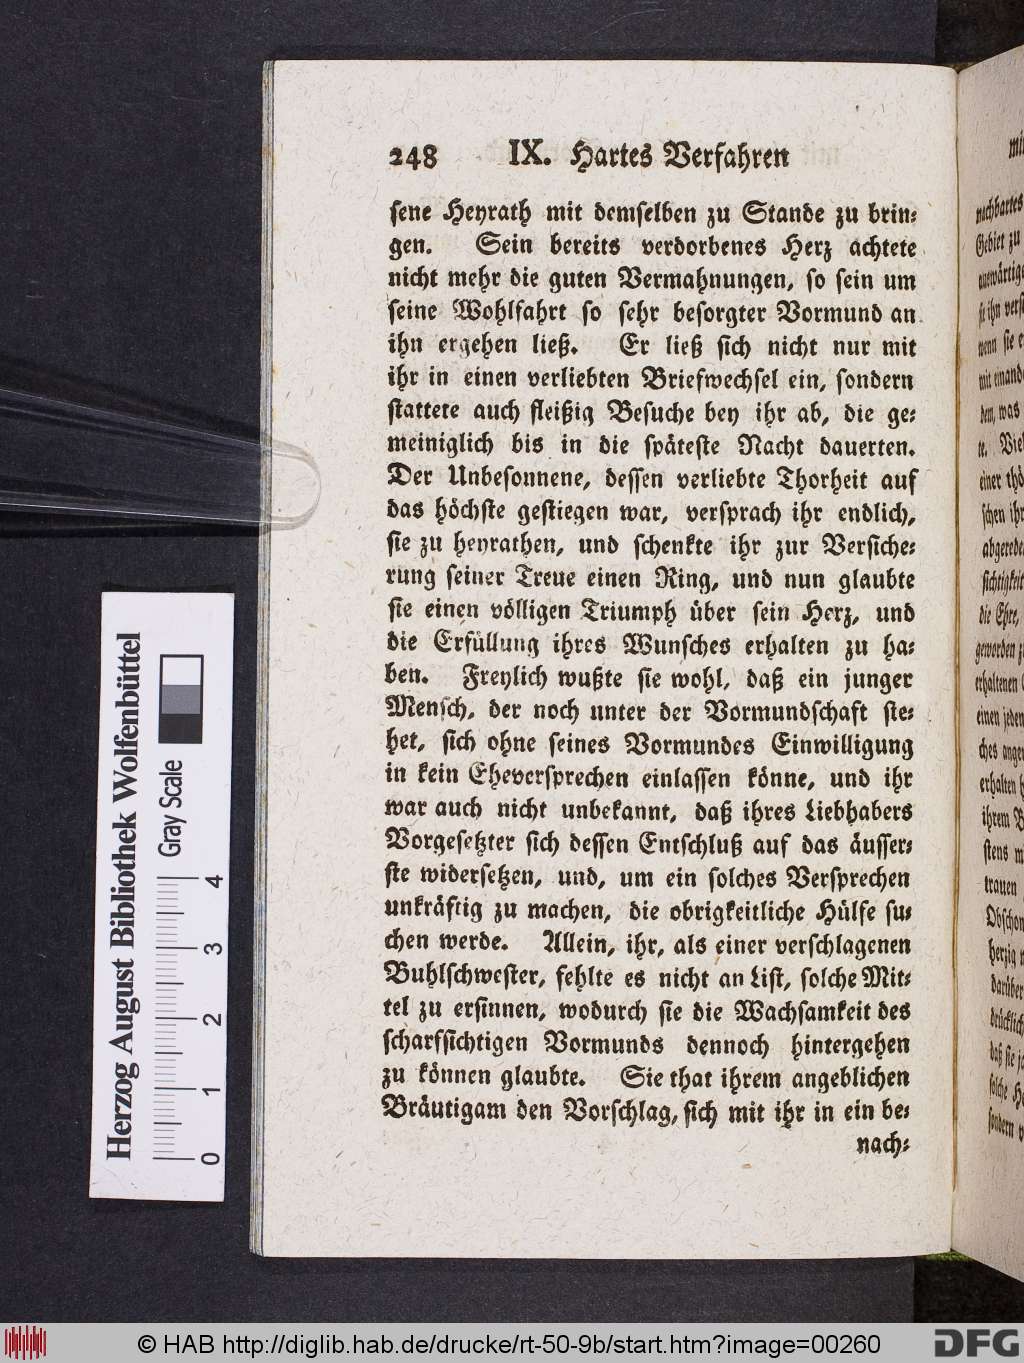 248 IX. Hartes Verfahren
sene Heyrath mit demselben zu Stande zu brin⸗
gen. Sein bereits verdorbenes Herz achtete
nicht mehr die guten Vermahnungen, so sein um
seine Wohlfahrt so sehr besorgter Vormund an
ihn ergehen ließ. Er ließ sich nicht nur mit
ihr in einen verliebten Briefwechsel ein, sondern
stattete auch fleißig Besuche bey ihr ab, die ge⸗
meiniglich bis in die späteste Nacht dauerten.
Der Unbesonnene, dessen verliebte Thorheit auf
das höchste gestiegen war, versprach ihr endlich,
sie zu heyrathen, und schenkte ihr zur Versiche⸗
rung seiner Treue einen Ring, und nun glaubte
sie einen völligen Triumph über sein Herz, und
die Erfüllung ihres Wunsches erhalten zu ha⸗
ben. Freylich wußte sie wohl, daß ein junger
Mensch, der noch unter der Vormundschaft ste⸗
het, sich ohne seines Vormundes Einwilligung
in kein Eheversprechen einlassen könne, und ihr
war auch nicht unbekannt, daß ihres Liebhabers
Vorgesetzter sich dessen Entschluß auf das äusser⸗
ste widersetzen, und, um ein solches Versprechen
unkräftig zu machen, die obrigkeitliche Hülfe su⸗
chen werde. Allein, ihr, als einer verschlagenen
Buhlschwester, fehlte es nicht an List, solche Mit⸗
tel zu ersinnen, wodurch sie die Wachsamkeit des
scharfsichtigen Vormunds dennoch hintergehen
zu können glaubte. Sie that ihrem angeblichen
Bräutigam den Vorschlag, sich mit ihr in ein be⸗
nach⸗
Herzog August Bibliothek Wolfenbüttel
Gray Scale
0 1 2 3 4
© HAB http://diglib.hab.de/drucke/rt-50-9b/start.htm?image=00260
DFG